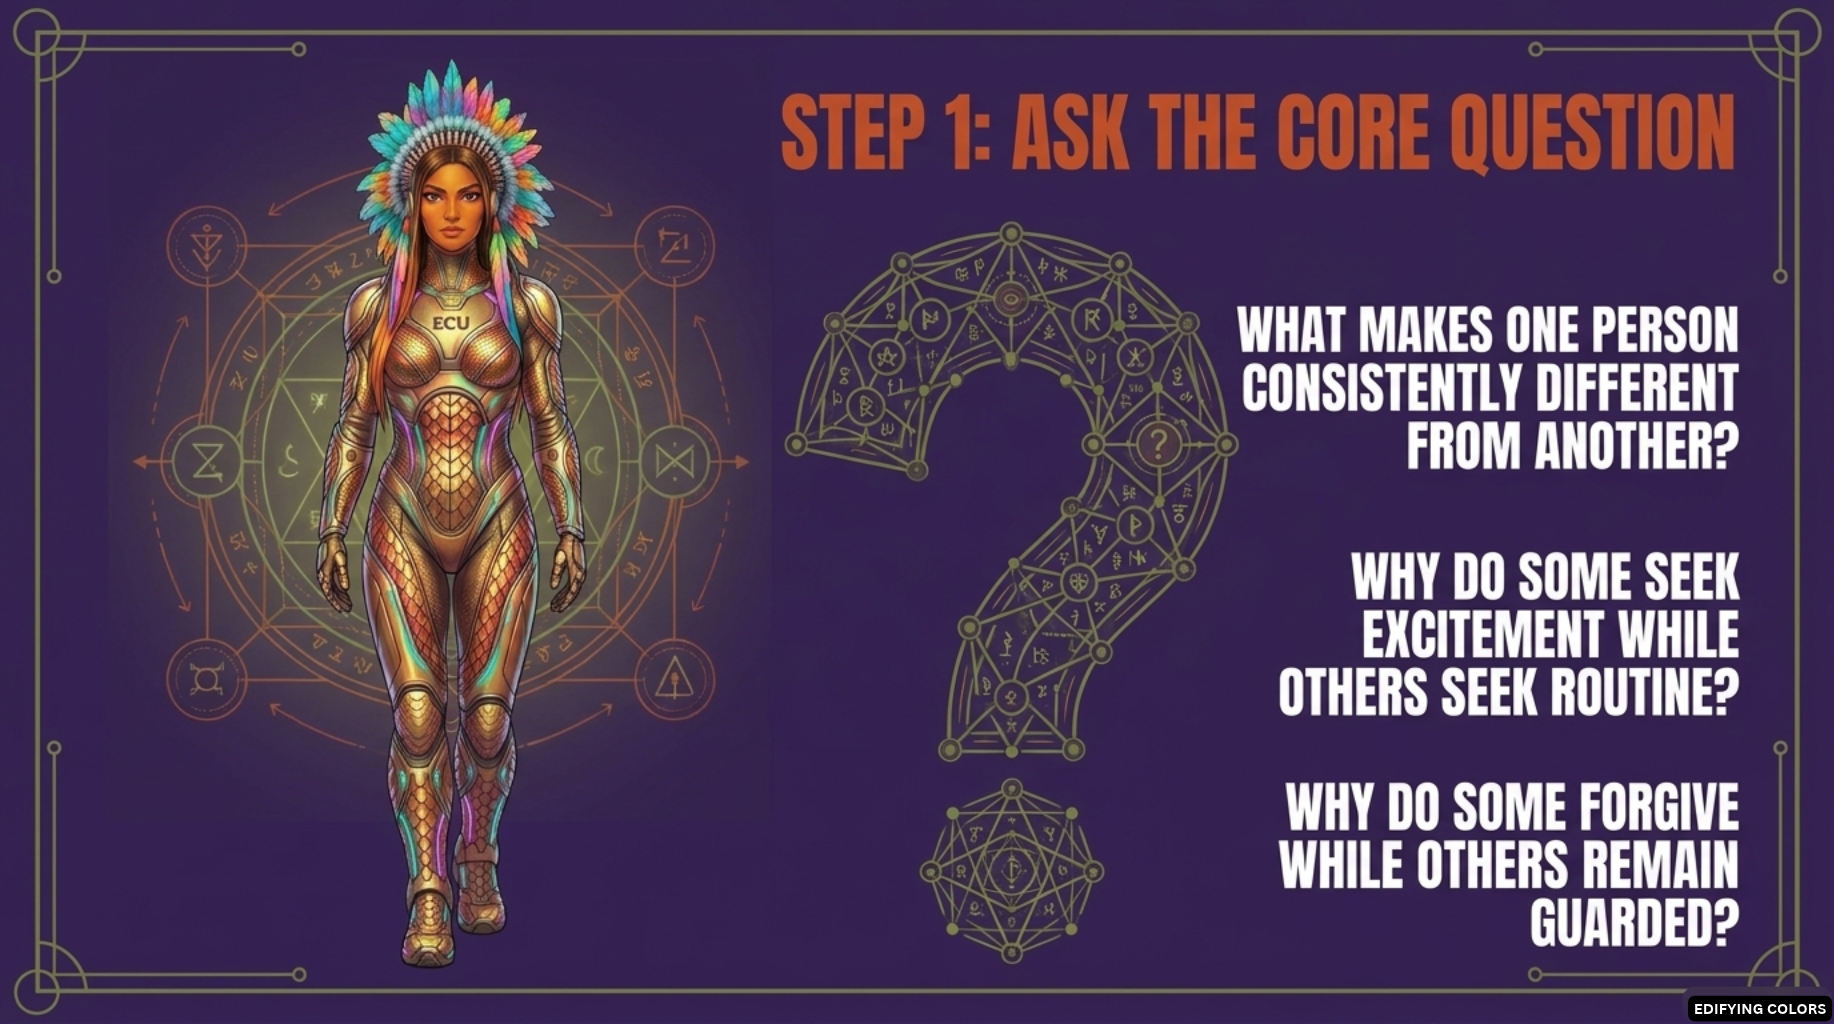 STEP 1: ASK THE CORE QUESTION
ECU
WHAT MAKES ONE PERSON
CONSISTENTLY DIFFERENT
FROM ANOTHER?
WHY DO SOME SEEK
EXCITEMENT WHILE
OTHERS SEEK ROUTINE?
WHY DO SOME FORGIVE
WHILE OTHERS REMAIN
GUARDED?
EDIFYING COLORS